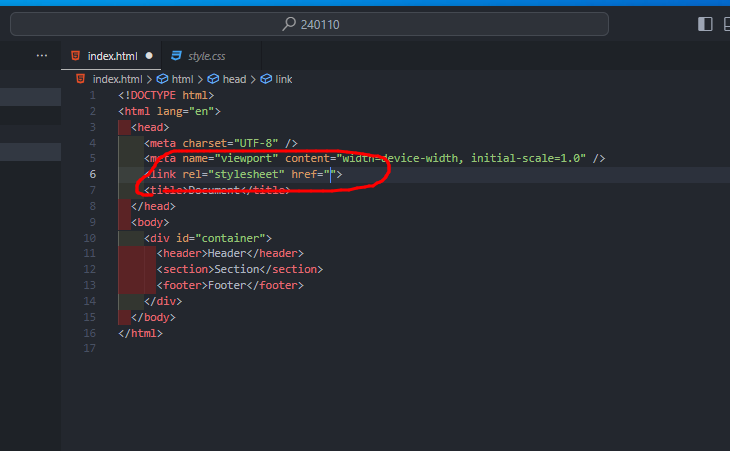 240110
index.html style.css
index.html > html > head > link
1 <!DOCTYPE html>
2 <html lang="en">
3 <head>
4 <meta charset="UTF-8" />
5 <meta name="viewport" content="width=device-width, initial-scale=1.0" />
6 <link rel="stylesheet" href="">
7 <title>Document</title>
8 </head>
9 <body>
10 <div id="container">
11 <header>Header</header>
12 <section>Section</section>
13 <footer>Footer</footer>
14 </div>
15 </body>
16 </html>
17